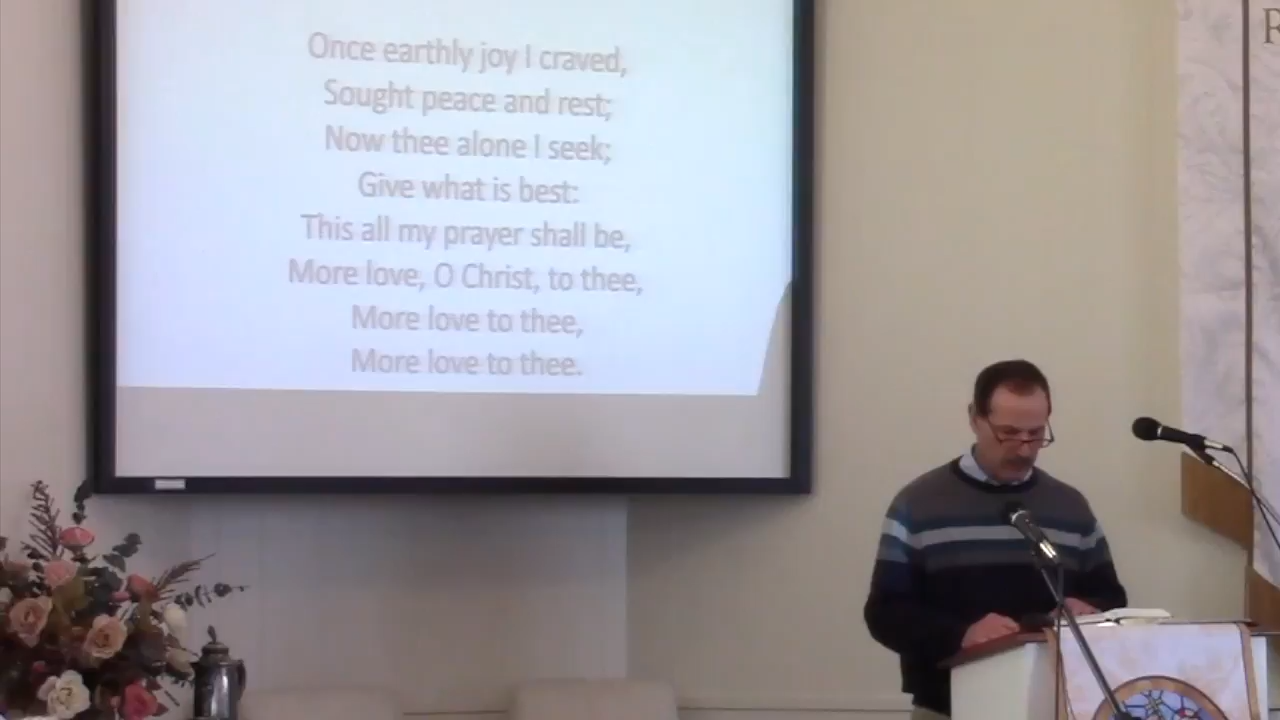 Once earthly joy I craved,
Sought peace and rest;
Now thee alone I seek;
Give what is best:
This all my prayer shall be,
More love, O Christ, to thee,
More love to thee,
More love to thee.
R